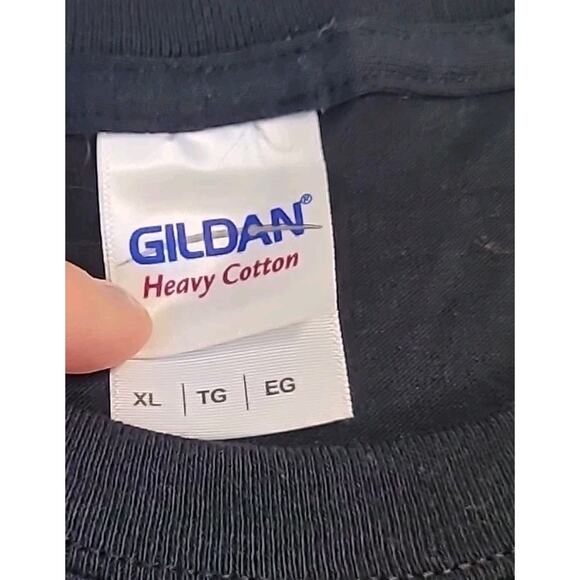 GILDAN®
Heavy Cotton
XL | TG | EG